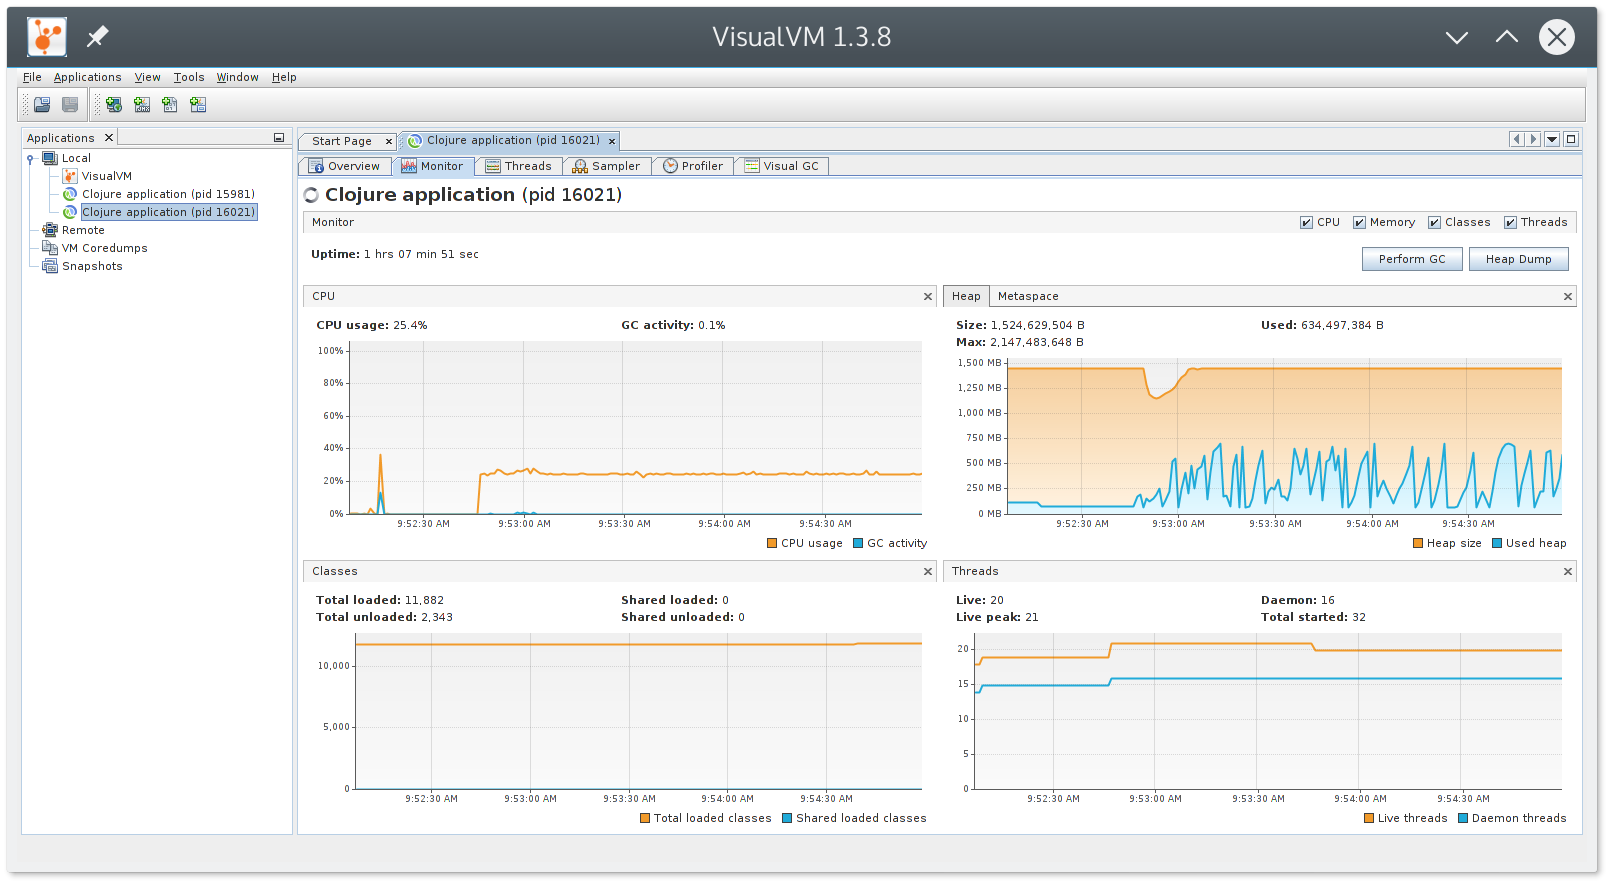 VisualVM 1.3.8
File Applications View Tools Window Help
Applications
Local
VisualVM
Clojure application (pid 15981)
Clojure application (pid 16021)
Remote
VM Coredumps
Snapshots
Start Page Clojure application (pid 16021)
Overview Monitor Threads Sampler Profiler Visual GC
Clojure application (pid 16021)
Monitor CPU Memory Classes Threads
Uptime: 1 hrs 07 min 51 sec
Perform GC Heap Dump
CPU
CPU usage: 25.4% GC activity: 0.1%
100%
80%
60%
40%
20%
0%
9:52:30 AM 9:53:00 AM 9:53:30 AM 9:54:00 AM 9:54:30 AM
CPU usage GC activity
Heap Metaspace
Size: 1,524,629,504 B Used: 634,497,384 B
Max: 2,147,483,648 B
1,500 MB
1,250 MB
1,000 MB
750 MB
500 MB
250 MB
0 MB
9:52:30 AM 9:53:00 AM 9:53:30 AM 9:54:00 AM 9:54:30 AM
Heap size Used heap
Classes
Total loaded: 11,882 Shared loaded: 0
Total unloaded: 2,343 Shared unloaded: 0
10,000
5,000
0
9:52:30 AM 9:53:00 AM 9:53:30 AM 9:54:00 AM 9:54:30 AM
Total loaded classes Shared loaded classes
Threads
Live: 20 Daemon: 16
Live peak: 21 Total started: 32
20
15
10
5
0
9:52:30 AM 9:53:00 AM 9:53:30 AM 9:54:00 AM 9:54:30 AM
Live threads Daemon threads